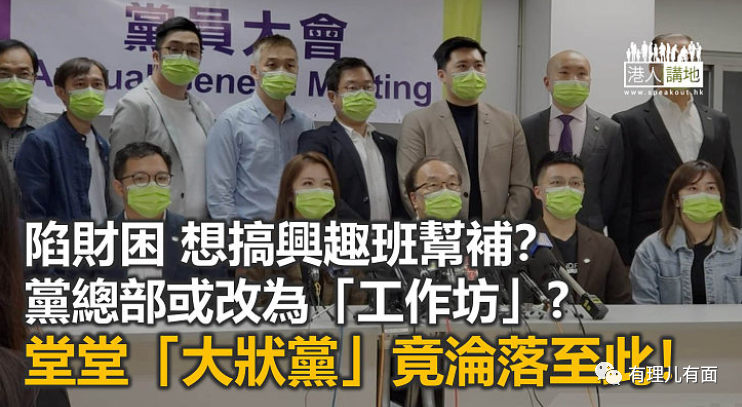 黨員大會
Annual General Meeting
港人講地
www.speakout.hk
陷財困 想搞興趣班幫補?
黨總部或改為「工作坊」?
堂堂「大狀黨」竟淪落至此!
有理儿有面